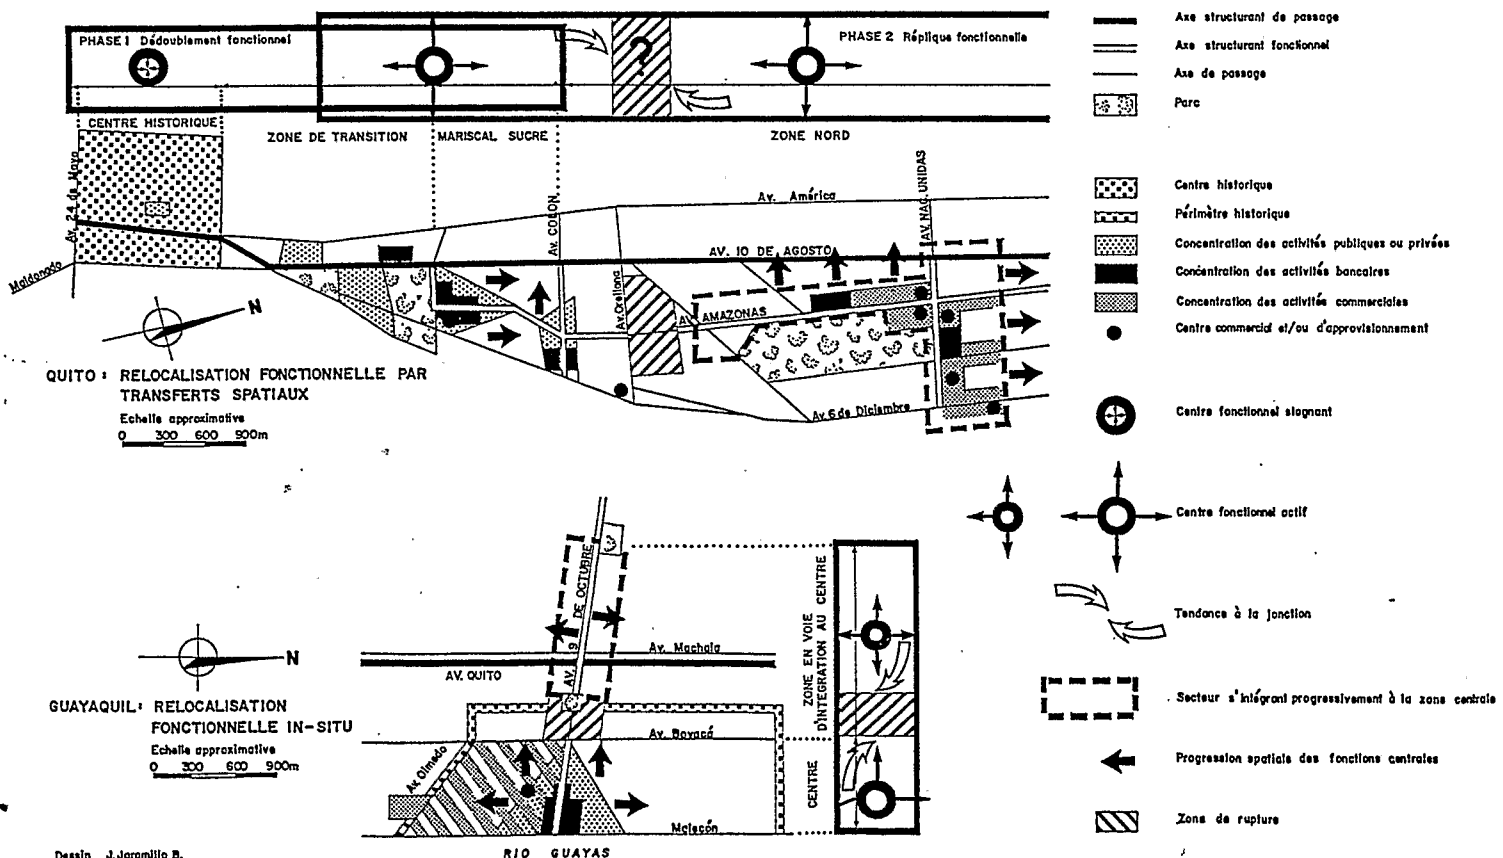 PHASE 1 Dédoublement fonctionnel
PHASE 2 Réplique fonctionnelle
?
CENTRE HISTORIQUE
ZONE DE TRANSITION
MARISCAL SUCRE
ZONE NORD
Av. 24 de Mayo
Maldonado
Av. COLON
Av. Orellana
Av. América
AV. NAC. UNIDAS
AV. 10 DE AGOSTO
AV. AMAZONAS
Av. 6 de Diciembre
N
QUITO : RELOCALISATION FONCTIONNELLE PAR
TRANSFERTS SPATIAUX
Echelle approximative
0 300 600 900m
Axe structurant de passage
Axe structurant fonctionnel
Axe de passage
Parc
Centre historique
Périmètre historique
Concentration des activités publiques ou privées
Concentration des activités bancaires
Concentration des activités commerciales
Centre commercial et/ou d'approvisionnement
Centre fonctionnel stagnant
Centre fonctionnel actif
Tendance à la jonction
Secteur s'intégrant progressivement à la zone centrale
Progression spatiale des fonctions centrales
Zone de rupture
N
GUAYAQUIL : RELOCALISATION
FONCTIONNELLE IN-SITU
Echelle approximative
0 300 600 900m
AV. 9 DE OCTUBRE
Av. Machala
AV. QUITO
Av. Boyacá
Av Olmedo
Malecón
RIO GUAYAS
ZONE EN VOIE
D'INTEGRATION AU CENTRE
CENTRE
Dessin J. Jaramillo B.